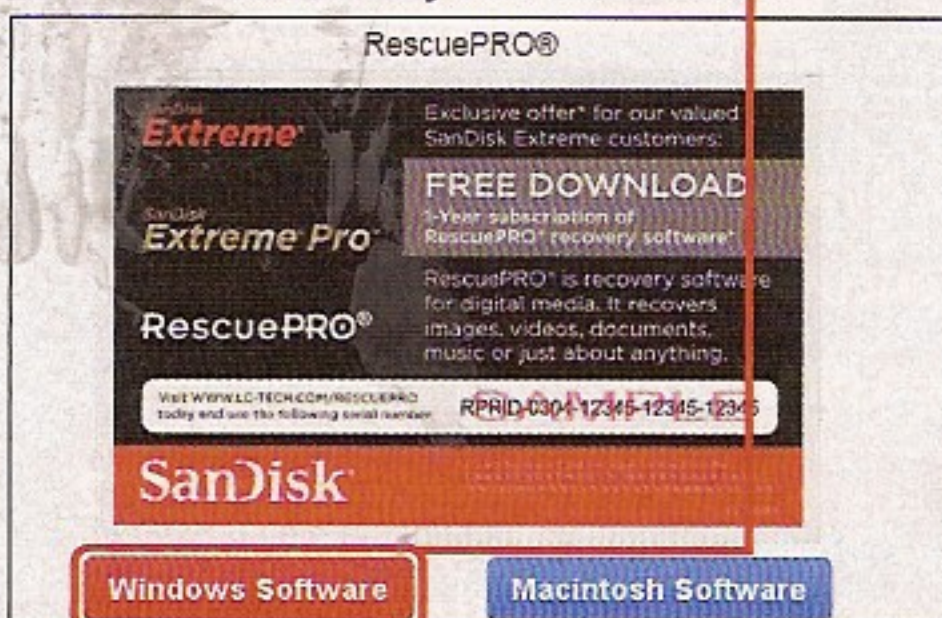 RescuePRO®
SanDisk
Extreme
Exclusive offer* for our valued
SanDisk Extreme customers:
FREE DOWNLOAD
1-Year subscription of
RescuePRO® recovery software*
SanDisk
Extreme Pro
RescuePRO® is recovery software
for digital media. It recovers
images, videos, documents,
music or just about anything.
RescuePRO®
Visit WWW.LC-TECH.COM/RESCUEPRO
today and use the following serial number
RPRID-0304-12345-12345-12345
SAMPLE
SanDisk
Windows Software
Macintosh Software